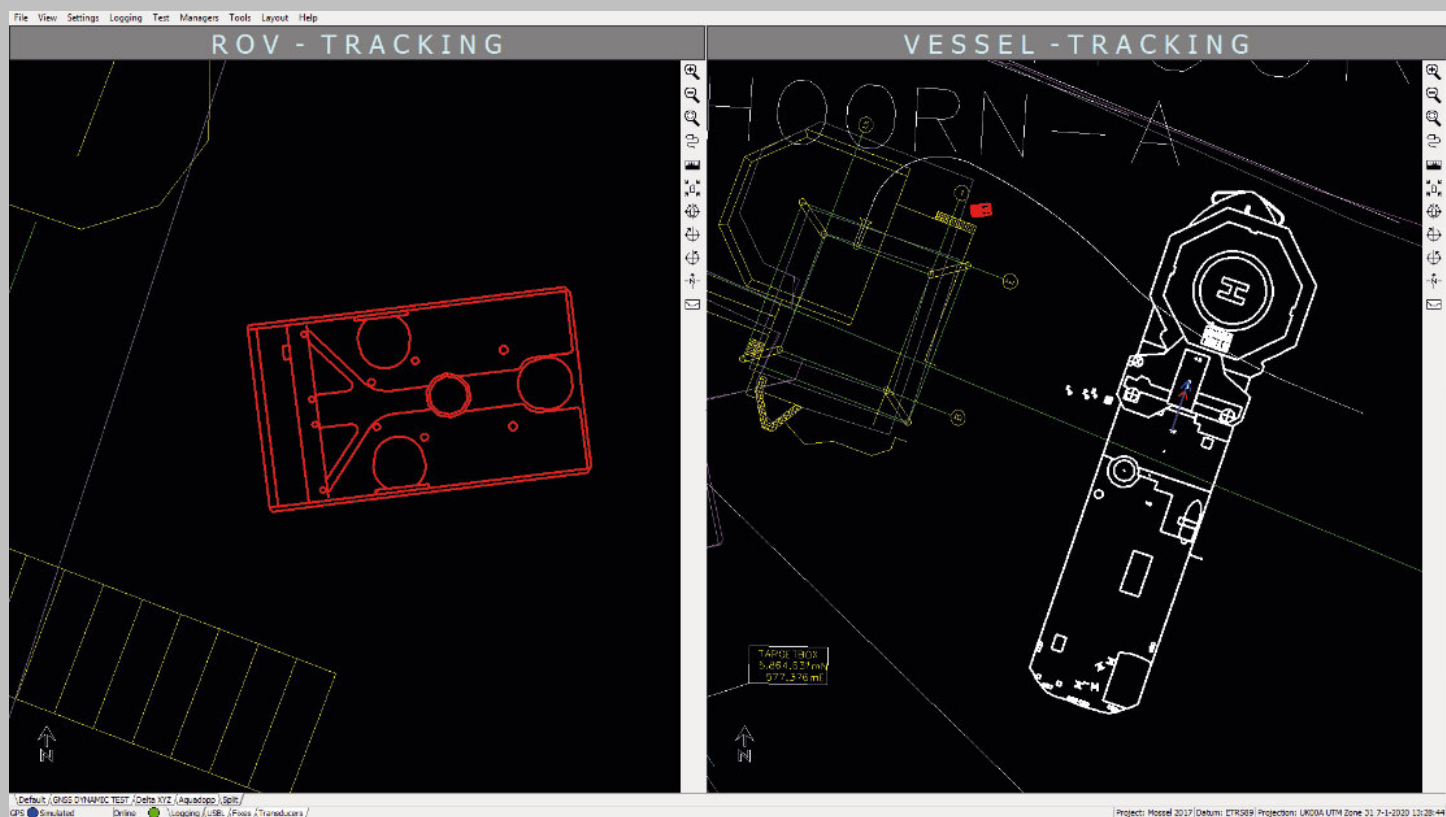 File View Settings Logging Test Managers Tools Layout Help
ROV - TRACKING
VESSEL -TRACKING
HOORN-A
N
TARGETBOX
N
Default GNSS DYNAMIC TEST Delta XYZ Aquadopp Split
GPS Simulated Online Logging USBL Fixes Transducers
Project: Mossel 2017 Datum: ETRS89 Projection: UKOOA UTM Zone 31 7-1-2020 13:28:44